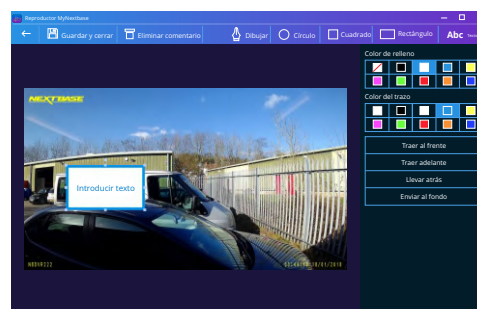 Reproductor MyNextbase
Guardar y cerrar
Eliminar comentario
Dibujar
Círculo
Cuadrado
Rectángulo
Abc
Color de relleno
Color del trazo
Traer al frente
Traer adelante
Llevar atrás
Enviar al fondo
NEXTBASE
Introducir texto